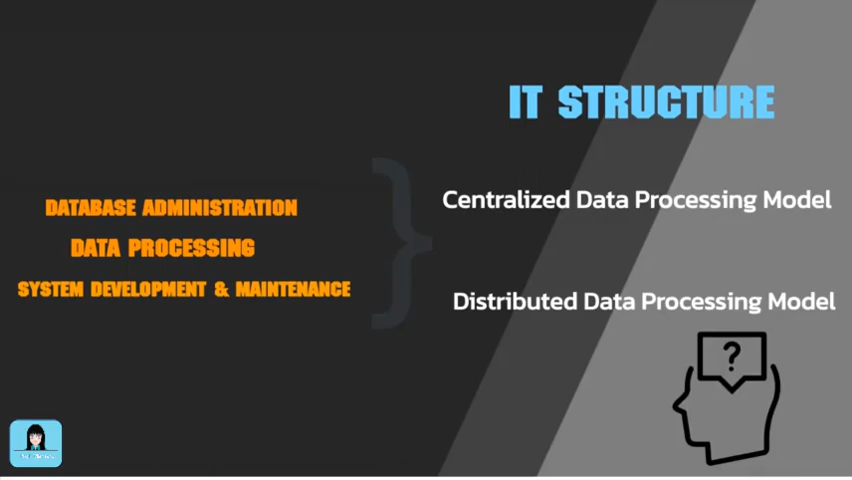 IT STRUCTURE
DATABASE ADMINISTRATION
DATA PROCESSING
SYSTEM DEVELOPMENT & MAINTENANCE
Centralized Data Processing Model
Distributed Data Processing Model
?